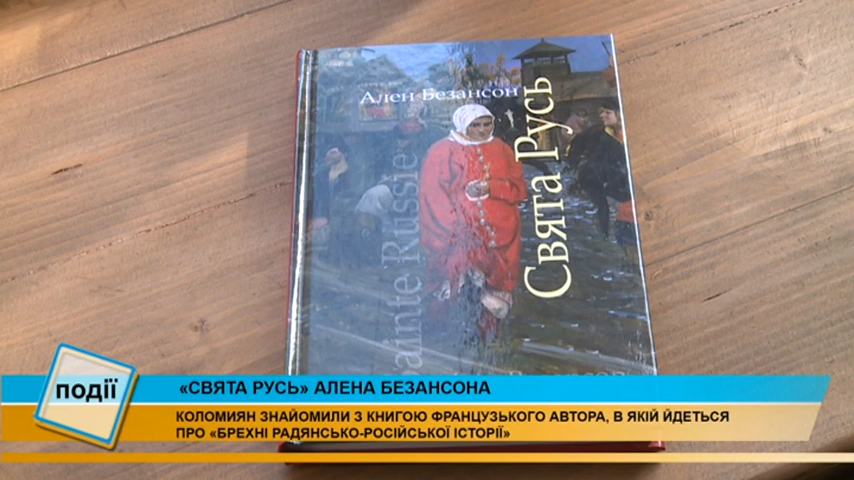 Ален Безансон
Свята Русь
ainte Russie
ПОДІЇ
«СВЯТА РУСЬ» АЛЕНА БЕЗАНСОНА
КОЛОМИЯН ЗНАЙОМИЛИ З КНИГОЮ ФРАНЦУЗЬКОГО АВТОРА, В ЯКІЙ ЙДЕТЬСЯ
ПРО «БРЕХНІ РАДЯНСЬКО-РОСІЙСЬКОЇ ІСТОРІЇ»